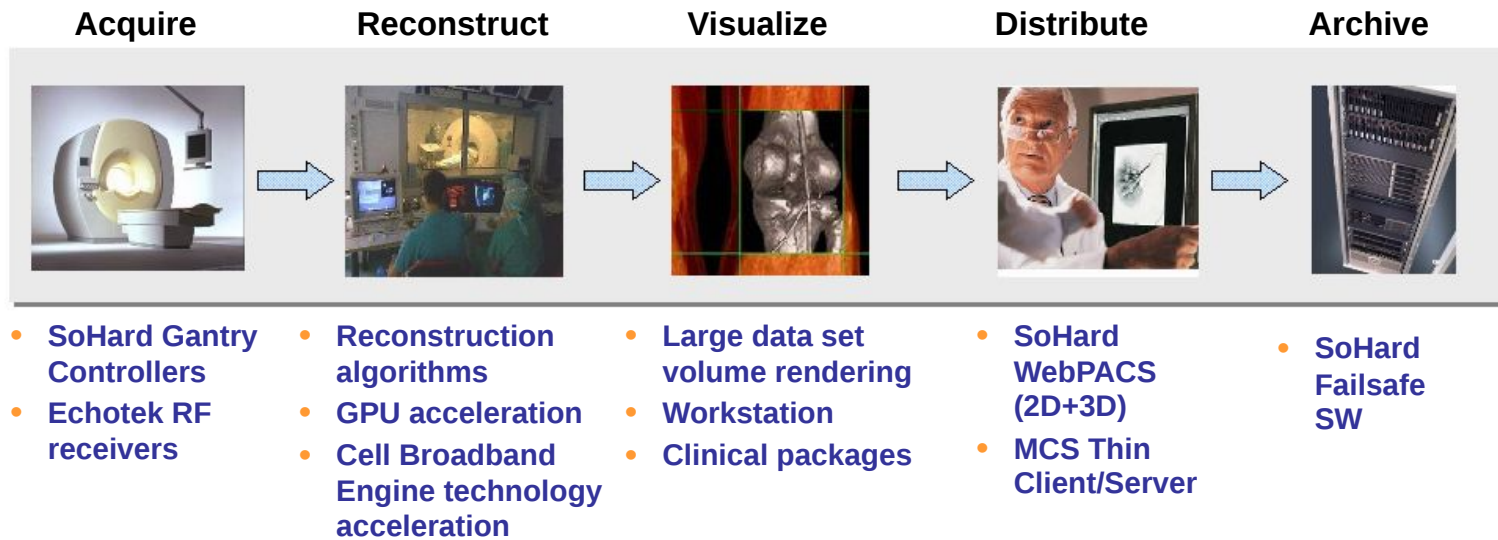 Acquire
Reconstruct
Visualize
Distribute
Archive
• SoHard Gantry
Controllers
• Echotek RF
receivers
• Reconstruction
algorithms
• GPU acceleration
• Cell Broadband
Engine technology
acceleration
• Large data set
volume rendering
• Workstation
• Clinical packages
• SoHard
WebPACS
(2D+3D)
• MCS Thin
Client/Server
• SoHard
Failsafe
SW